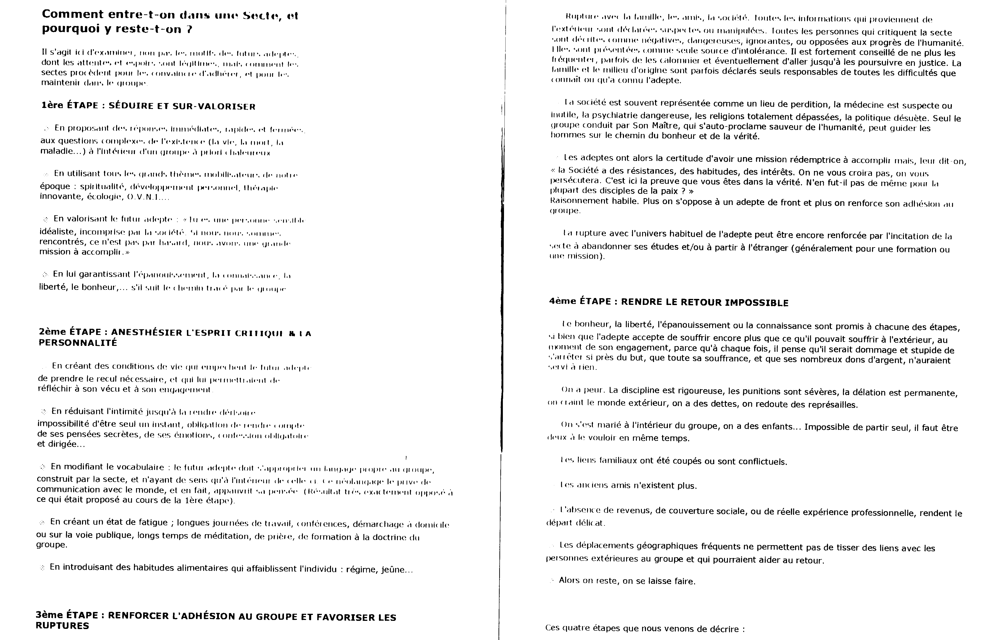 Comment entre-t-on dans une Secte, et
pourquoi y reste-t-on ?
Il s'agit ici d'examiner, non pas les motifs des futurs adeptes,
dont les attentes et espoirs sont légitimes, mais comment les
sectes procèdent pour les convaincre d'adhérer, et pour les
maintenir dans le groupe.
1ère ÉTAPE : SÉDUIRE ET SUR-VALORISER
En proposant des réponses immédiates, rapides et fermées,
aux questions complexes de l'existence (la vie, la mort, la
maladie...) à l'intérieur d'un groupe à priori chaleureux
En utilisant tous les grands thèmes mobilisateurs de notre
époque : spiritualité, développement personnel, thérapie
innovante, écologie, O.V.N.I....
En valorisant le futur adepte : « Tu es une personne sensible
idéaliste, incomprise par la société. Si nous nous sommes
rencontrés, ce n'est pas par hasard, nous avons une grande
mission à accomplir.»
En lui garantissant l'épanouissement, la connaissance, la
liberté, le bonheur,... s'il suit le chemin tracé par le groupe
2ème ÉTAPE : ANESTHÉSIER L'ESPRIT CRITIQUE & LA
PERSONNALITÉ
En créant des conditions de vie qui empechent le futur adepte
de prendre le recul nécessaire, et qui lui permettraient de
réfléchir à son vécu et à son engagement.
En réduisant l'intimité jusqu'à la rendre dérisoire
impossibilité d'être seul un instant, obligation de rendre compte
de ses pensées secrètes, de ses émotions, confession obligatoire
et dirigée...
En modifiant le vocabulaire : le futur adepte doit s'approprier un langage propre au groupe,
construit par la secte, et n'ayant de sens qu'à l'intérieur de celle ci. Ce néolangage le prive de
communication avec le monde, et en fait, appauvrit sa pensée. (Résultat très exactement opposé à
ce qui était proposé au cours de la 1ère étape).
En créant un état de fatigue ; longues journées de travail, conférences, démarchage à domicile
ou sur la voie publique, longs temps de méditation, de prière, de formation à la doctrine du
groupe.
En introduisant des habitudes alimentaires qui affaiblissent l'individu : régime, jeûne...
3ème ÉTAPE : RENFORCER L'ADHÉSION AU GROUPE ET FAVORISER LES
RUPTURES
Rupture avec la famille, les amis, la société. Toutes les informations qui proviennent de
l'extérieur sont déclarées suspectes ou manipulées. Toutes les personnes qui critiquent la secte
sont décrites comme négatives, dangereuses, ignorantes, ou opposées aux progrès de l'humanité.
Elles sont présentées comme seule source d'intolérance. Il est fortement conseillé de ne plus les
fréquenter, parfois de les calomnier et éventuellement d'aller jusqu'à les poursuivre en justice. La
famille et le milieu d'origine sont parfois déclarés seuls responsables de toutes les difficultés que
connaît ou qu'a connu l'adepte.
La société est souvent représentée comme un lieu de perdition, la médecine est suspecte ou
inutile, la psychiatrie dangereuse, les religions totalement dépassées, la politique désuète. Seul le
groupe conduit par Son Maître, qui s'auto-proclame sauveur de l'humanité, peut guider les
hommes sur le chemin du bonheur et de la vérité.
Les adeptes ont alors la certitude d'avoir une mission rédemptrice à accomplir mais, leur dit-on,
« la Société a des résistances, des habitudes, des intérêts. On ne vous croira pas, on vous
persécutera. C'est ici la preuve que vous êtes dans la vérité. N'en fut-il pas de même pour la
plupart des disciples de la paix ? »
Raisonnement habile. Plus on s'oppose à un adepte de front et plus on renforce son adhésion au
groupe.
La rupture avec l'univers habituel de l'adepte peut être encore renforcée par l'incitation de la
secte à abandonner ses études et/ou à partir à l'étranger (généralement pour une formation ou
une mission).
4ème ÉTAPE : RENDRE LE RETOUR IMPOSSIBLE
Le bonheur, la liberté, l'épanouissement ou la connaissance sont promis à chacune des étapes,
si bien que l'adepte accepte de souffrir encore plus que ce qu'il pouvait souffrir à l'extérieur, au
moment de son engagement, parce qu'à chaque fois, il pense qu'il serait dommage et stupide de
s'arrêter si près du but, que toute sa souffrance, et que ses nombreux dons d'argent, n'auraient
servi à rien.
On a peur. La discipline est rigoureuse, les punitions sont sévères, la délation est permanente,
on craint le monde extérieur, on a des dettes, on redoute des représailles.
On s'est marié à l'intérieur du groupe, on a des enfants... Impossible de partir seul, il faut être
deux à le vouloir en même temps.
Les liens familiaux ont été coupés ou sont conflictuels.
Les anciens amis n'existent plus.
L'absence de revenus, de couverture sociale, ou de réelle expérience professionnelle, rendent le
départ délicat.
Les déplacements géographiques fréquents ne permettent pas de tisser des liens avec les
personnes extérieures au groupe et qui pourraient aider au retour.
Alors on reste, on se laisse faire.
Ces quatre étapes que nous venons de décrire :